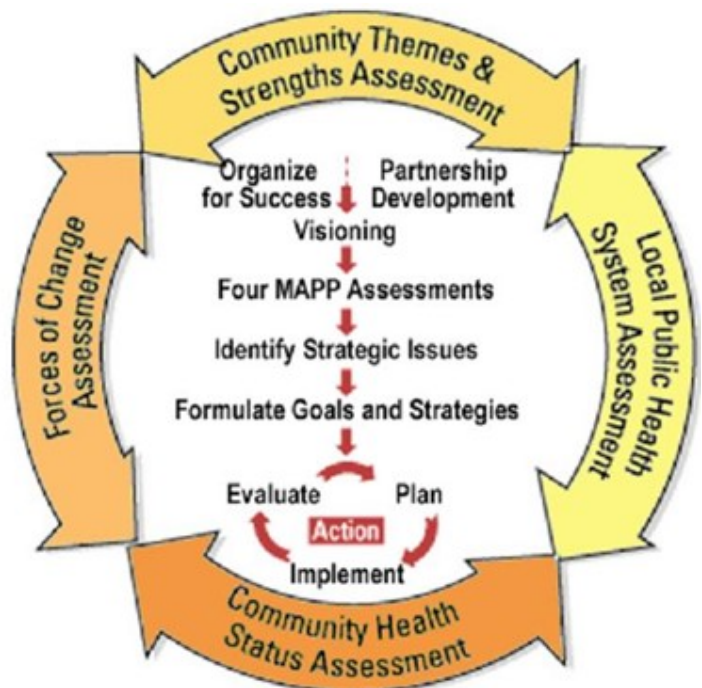 Community Themes &
Strengths Assessment
Organize
for Success
Partnership
Development
Visioning
Four MAPP Assessments
Identify Strategic Issues
Formulate Goals and Strategies
Evaluate
Plan
Action
Implement
Forces of Change
Assessment
Local Public Health
System Assessment
Community Health
Status Assessment